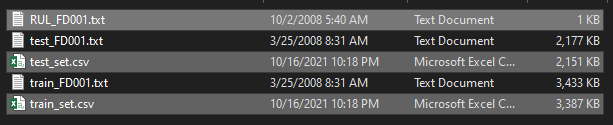 RUL_FD001.txt 10/2/2008 5:40 AM Text Document 1 KB
test_FD001.txt 3/25/2008 8:31 AM Text Document 2,177 KB
test_set.csv 10/16/2021 10:18 PM Microsoft Excel C... 2,151 KB
train_FD001.txt 3/25/2008 8:31 AM Text Document 3,433 KB
train_set.csv 10/16/2021 10:18 PM Microsoft Excel C... 3,387 KB